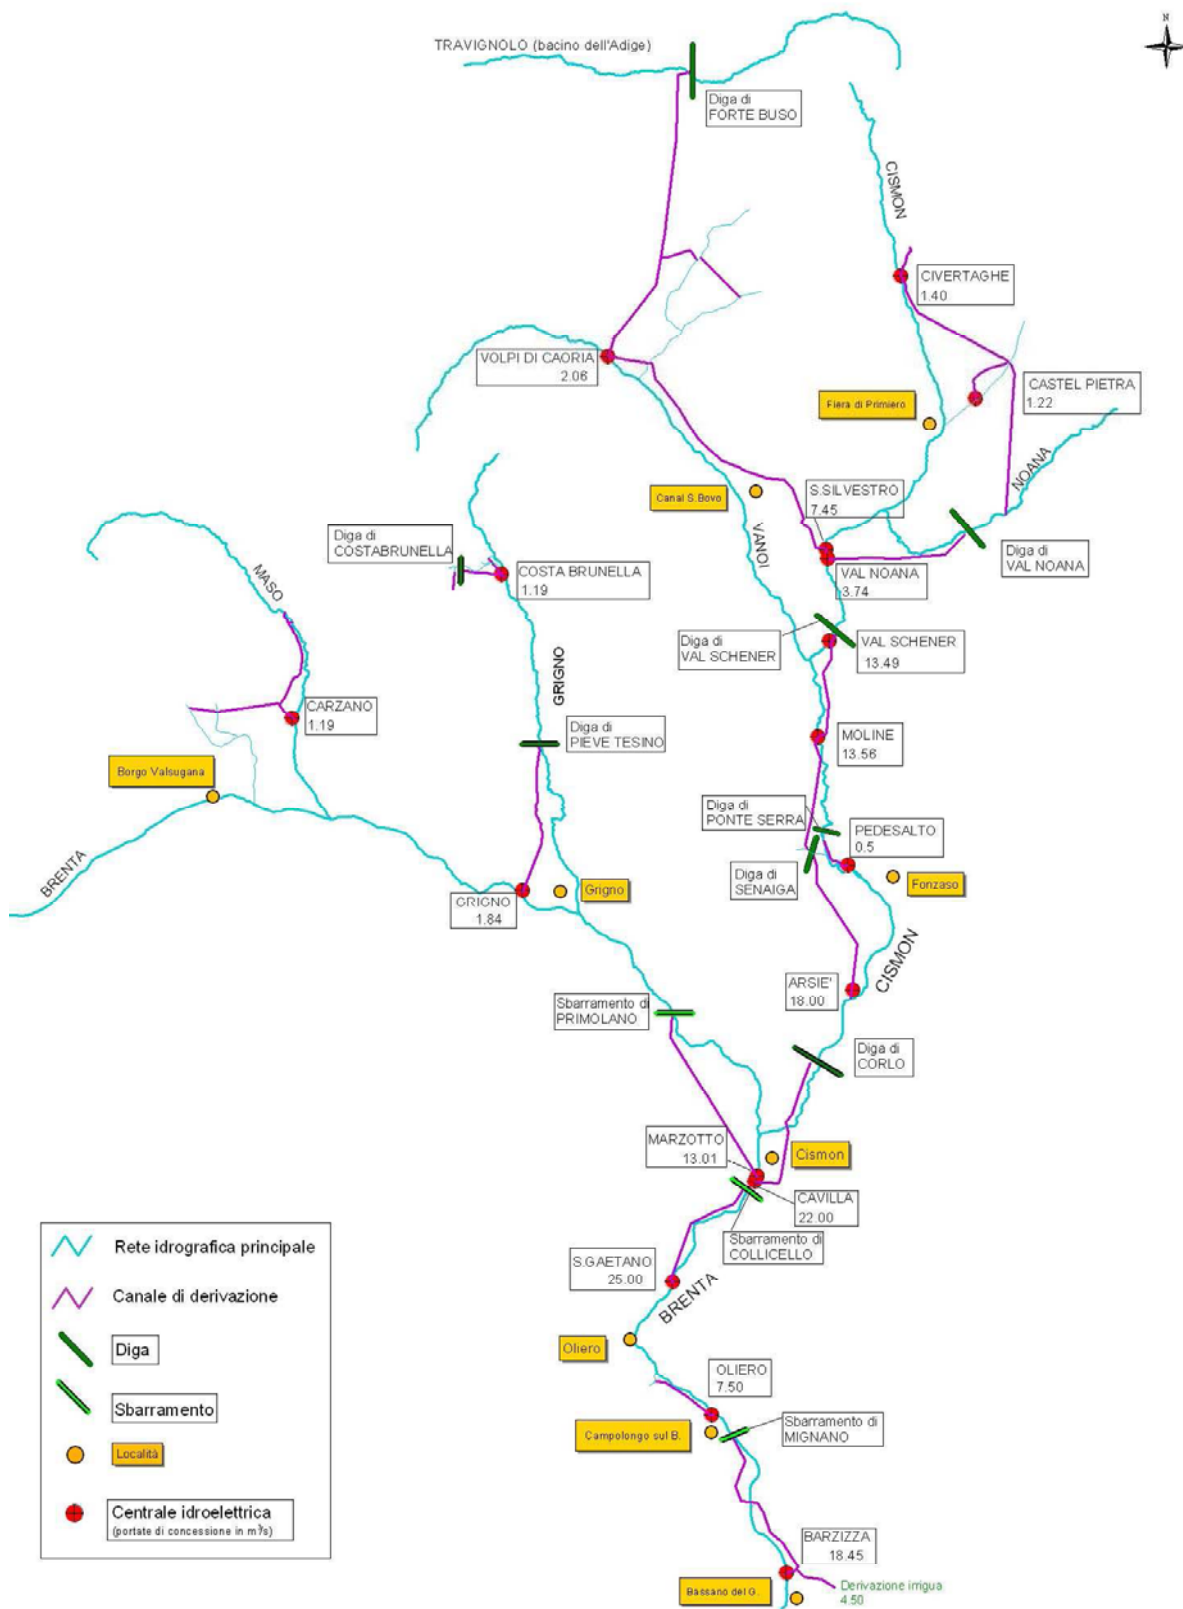 N
TRAVIGNOLO (bacino dell'Adige)
Diga di
FORTE BUSO
CISMON
CIVERTAGHE
1.40
VOLPI DI CAORIA
2.06
CASTEL PIETRA
1.22
Fiera di Primiero
NOANA
S.SILVESTRO
7.45
Canal S.Bovo
VANOI
Diga di
COSTABRUNELLA
Diga di
VAL NOANA
MASO
COSTA BRUNELLA
1.19
VAL NOANA
3.74
Diga di
VAL SCHENER
VAL SCHENER
13.49
GRIGNO
CARZANO
1.19
Diga di
PIEVE TESINO
MOLINE
13.56
Borgo Valsugana
Diga di
PONTE SERRA
PEDESALTO
0.5
BRENTA
Diga di
SENAIGA
Fonzaso
Grigno
GRIGNO
1.84
CISMON
ARSIE'
18.00
Sbarramento di
PRIMOLANO
Diga di
CORLO
MARZOTTO
13.01
Cismon
CAVILLA
22.00
Sbarramento di
COLLICELLO
S.GAETANO
25.00
BRENTA
Oliero
OLIERO
7.50
Campolongo sul B.
Sbarramento di
MIGNANO
BARZIZZA
18.45
Bassano del G.
Derivazione irrigua
4.50
Rete idrografica principale
Canale di derivazione
Diga
Sbarramento
Località
Centrale idroelettrica
(portate di concessione in m³/s)